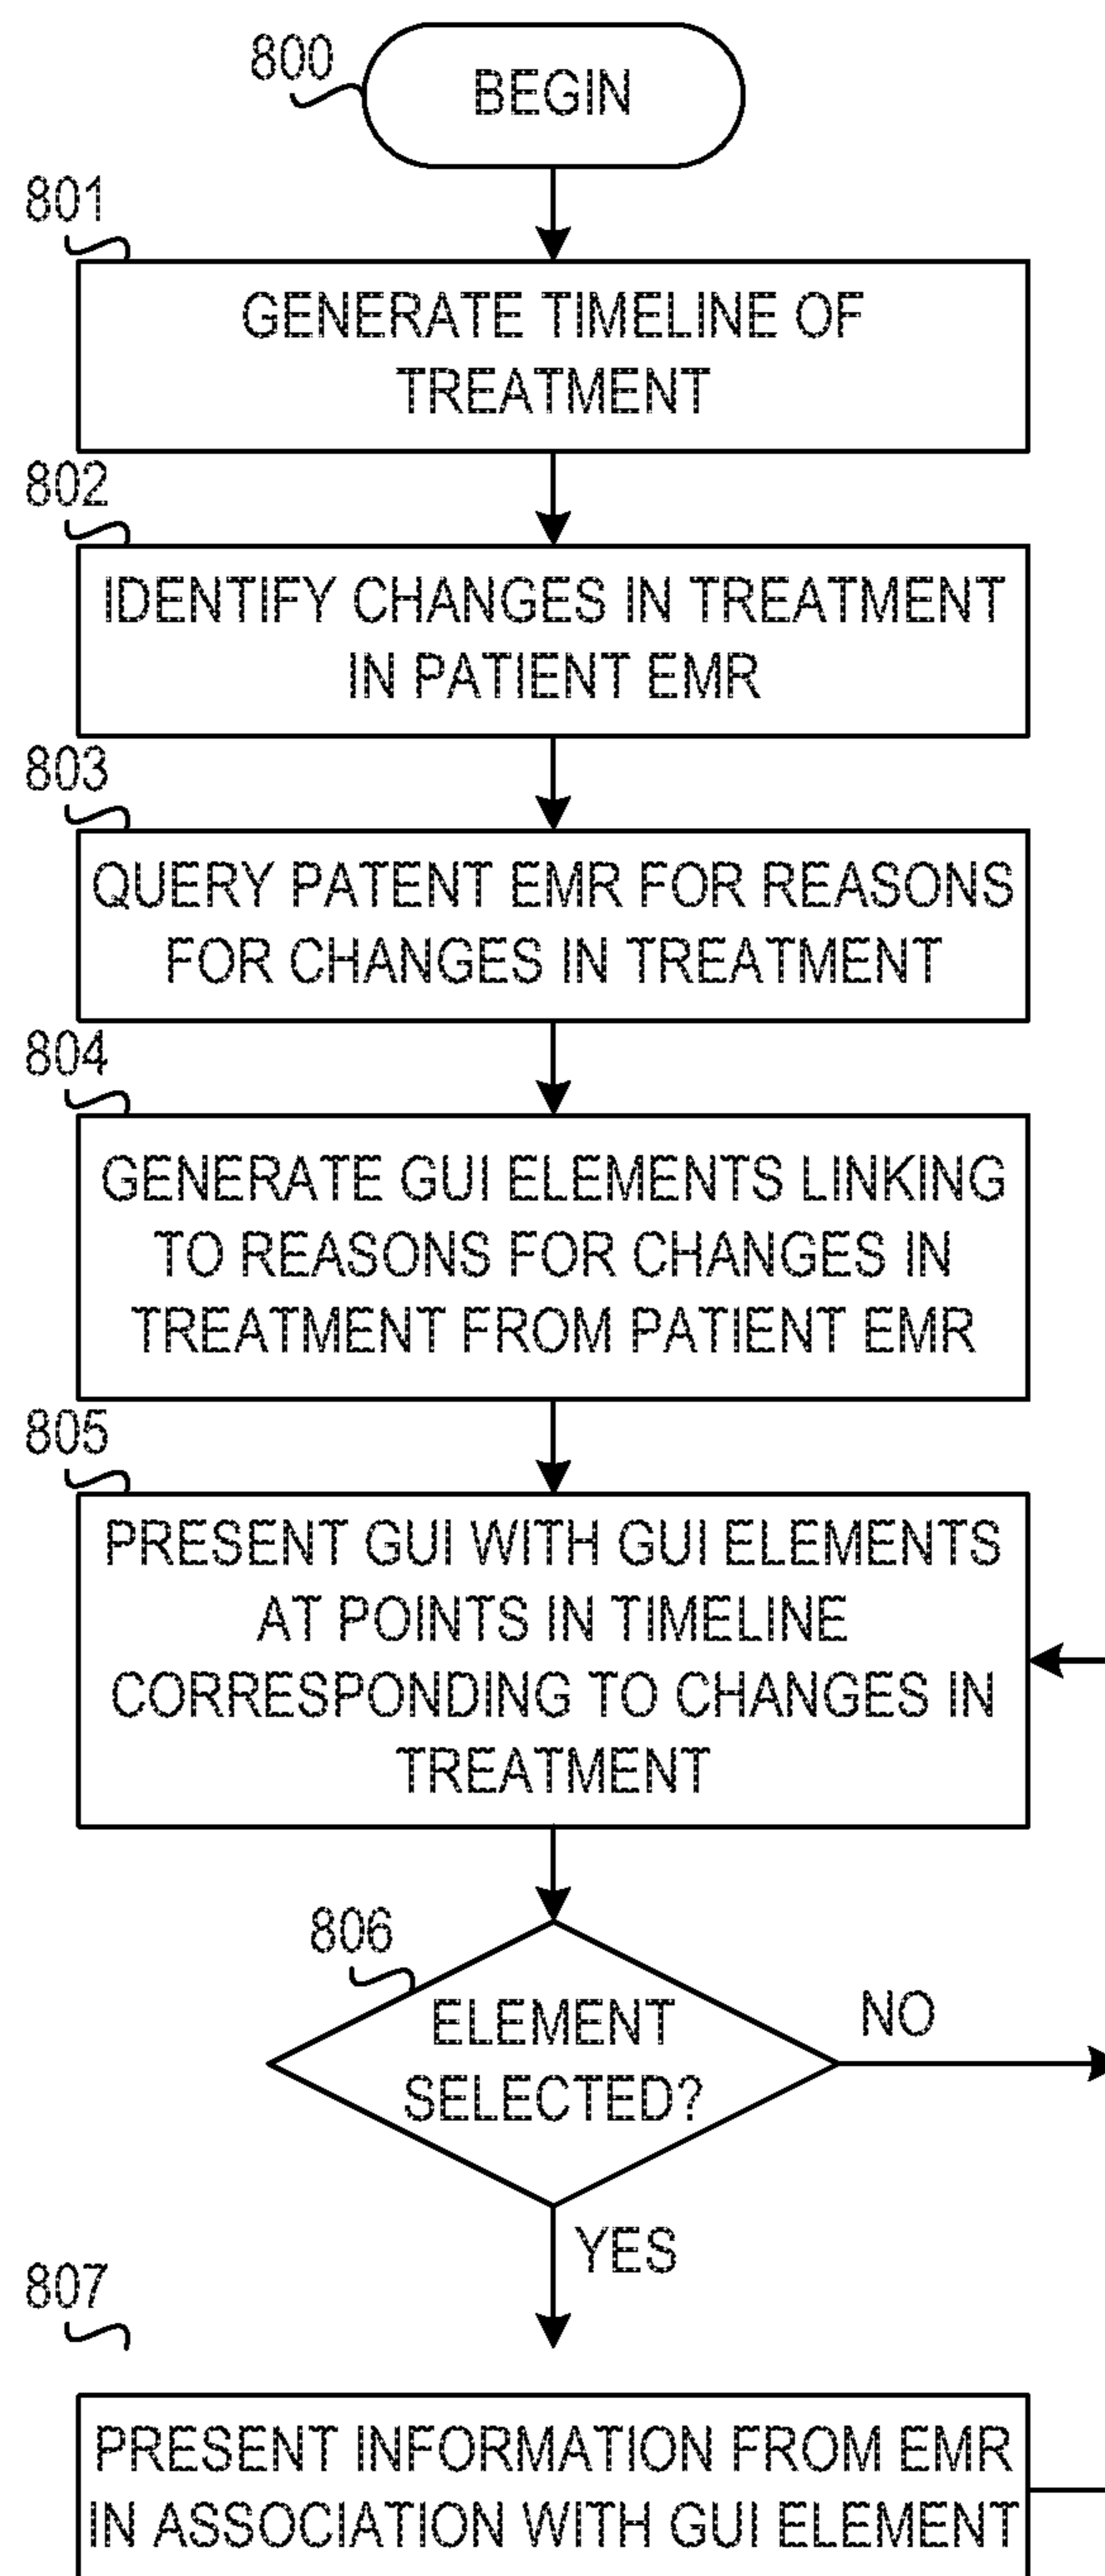 800
BEGIN
801
GENERATE TIMELINE OF
TREATMENT
802
IDENTIFY CHANGES IN TREATMENT
IN PATIENT EMR
803
QUERY PATENT EMR FOR REASONS
FOR CHANGES IN TREATMENT
804
GENERATE GUI ELEMENTS LINKING
TO REASONS FOR CHANGES IN
TREATMENT FROM PATIENT EMR
805
PRESENT GUI WITH GUI ELEMENTS
AT POINTS IN TIMELINE
CORRESPONDING TO CHANGES IN
TREATMENT
806
ELEMENT
SELECTED?
NO
YES
807
PRESENT INFORMATION FROM EMR
IN ASSOCIATION WITH GUI ELEMENT